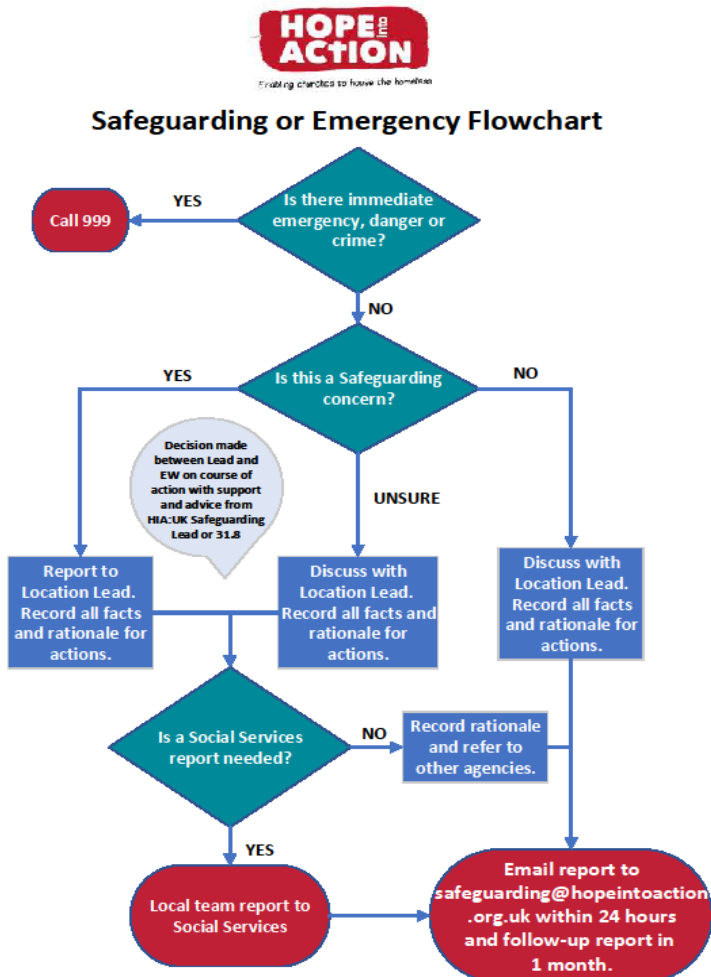 HOPE
into
ACTION
Enabling churches to house the homeless
Safeguarding or Emergency Flowchart
Is there immediate
emergency, danger or
crime?
YES
Call 999
NO
Is this a Safeguarding
concern?
YES
NO
Decision made
between Lead and
EW on course of
action with support
and advice from
HIA:UK Safeguarding
Lead or 31.8
UNSURE
Report to
Location Lead.
Record all facts
and rationale for
actions.
Discuss with
Location Lead.
Record all facts and
rationale for
actions.
Discuss with
Location Lead.
Record all facts
and rationale for
actions.
Is a Social Services
report needed?
NO
Record rationale
and refer to
other agencies.
YES
Local team report to
Social Services
Email report to
safeguarding@hopeintoaction
.org.uk within 24 hours
and follow-up report in
1 month.